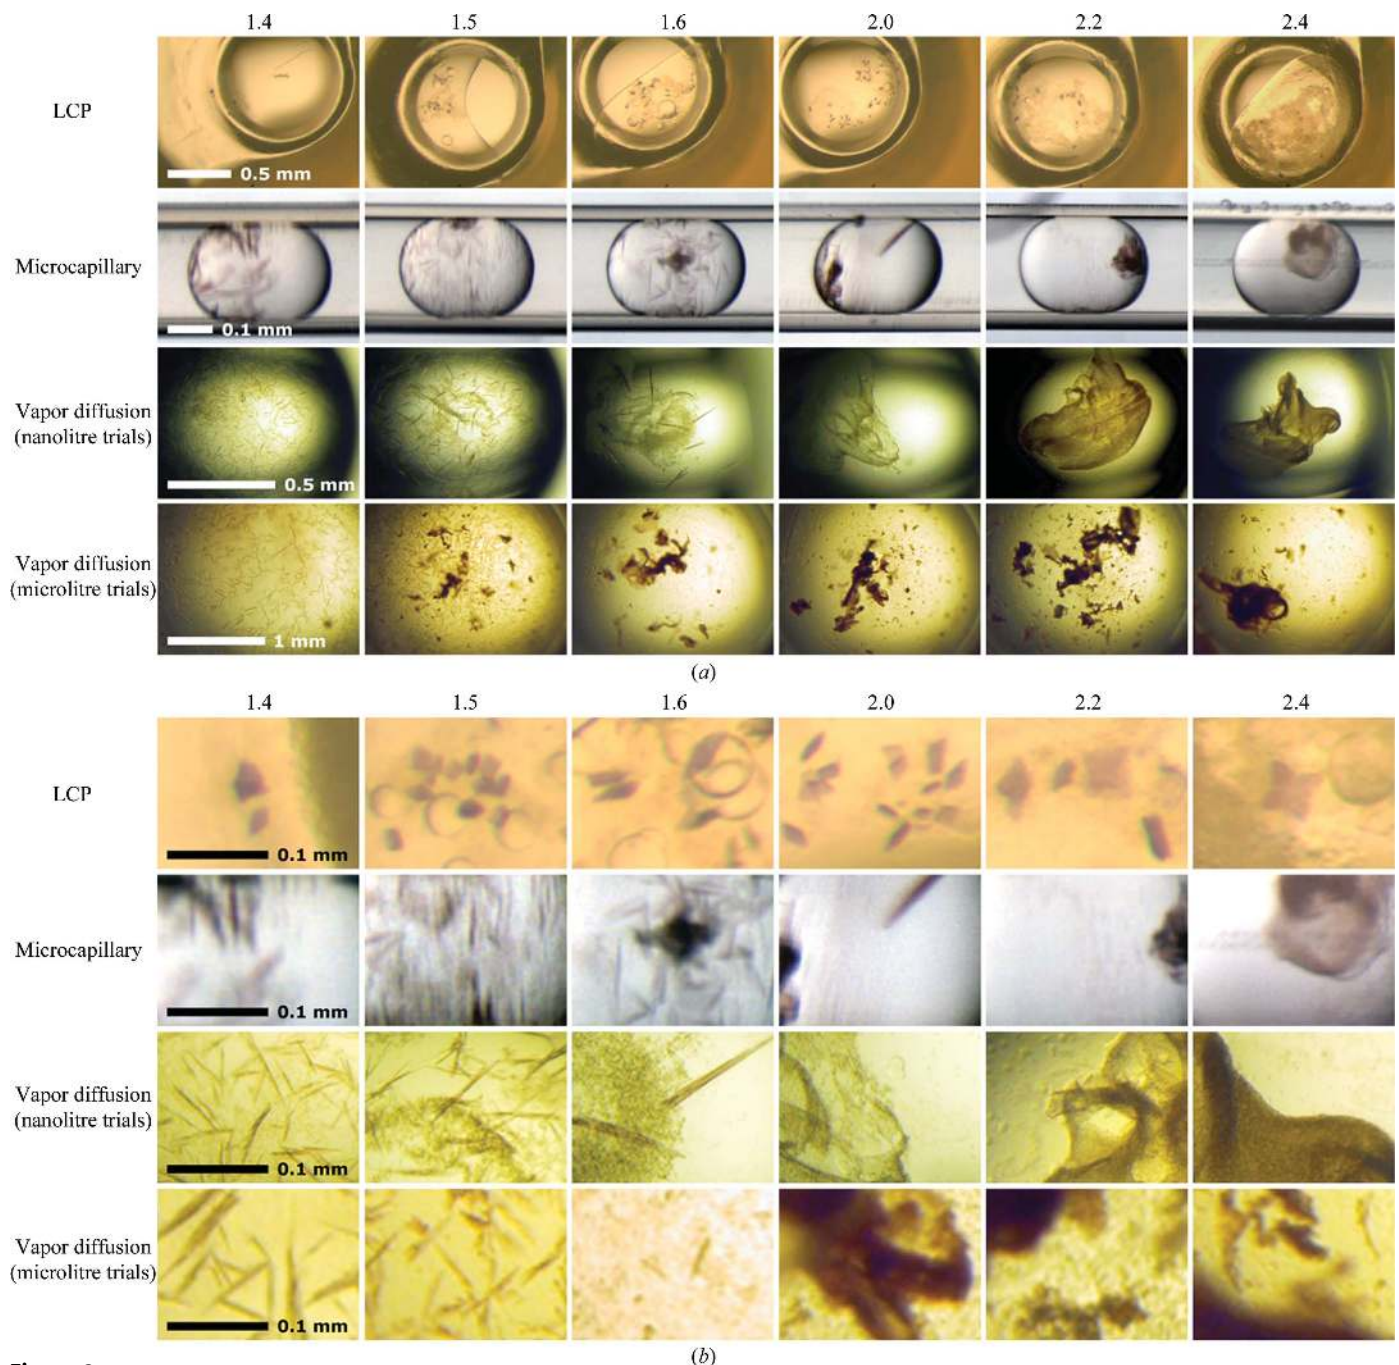 1.4 1.5 1.6 2.0 2.2 2.4
LCP
0.5 mm
Microcapillary
0.1 mm
Vapor diffusion
(nanolitre trials)
0.5 mm
Vapor diffusion
(microlitre trials)
1 mm
(a)
1.4 1.5 1.6 2.0 2.2 2.4
LCP
0.1 mm
Microcapillary
0.1 mm
Vapor diffusion
(nanolitre trials)
0.1 mm
Vapor diffusion
(microlitre trials)
0.1 mm
(b)